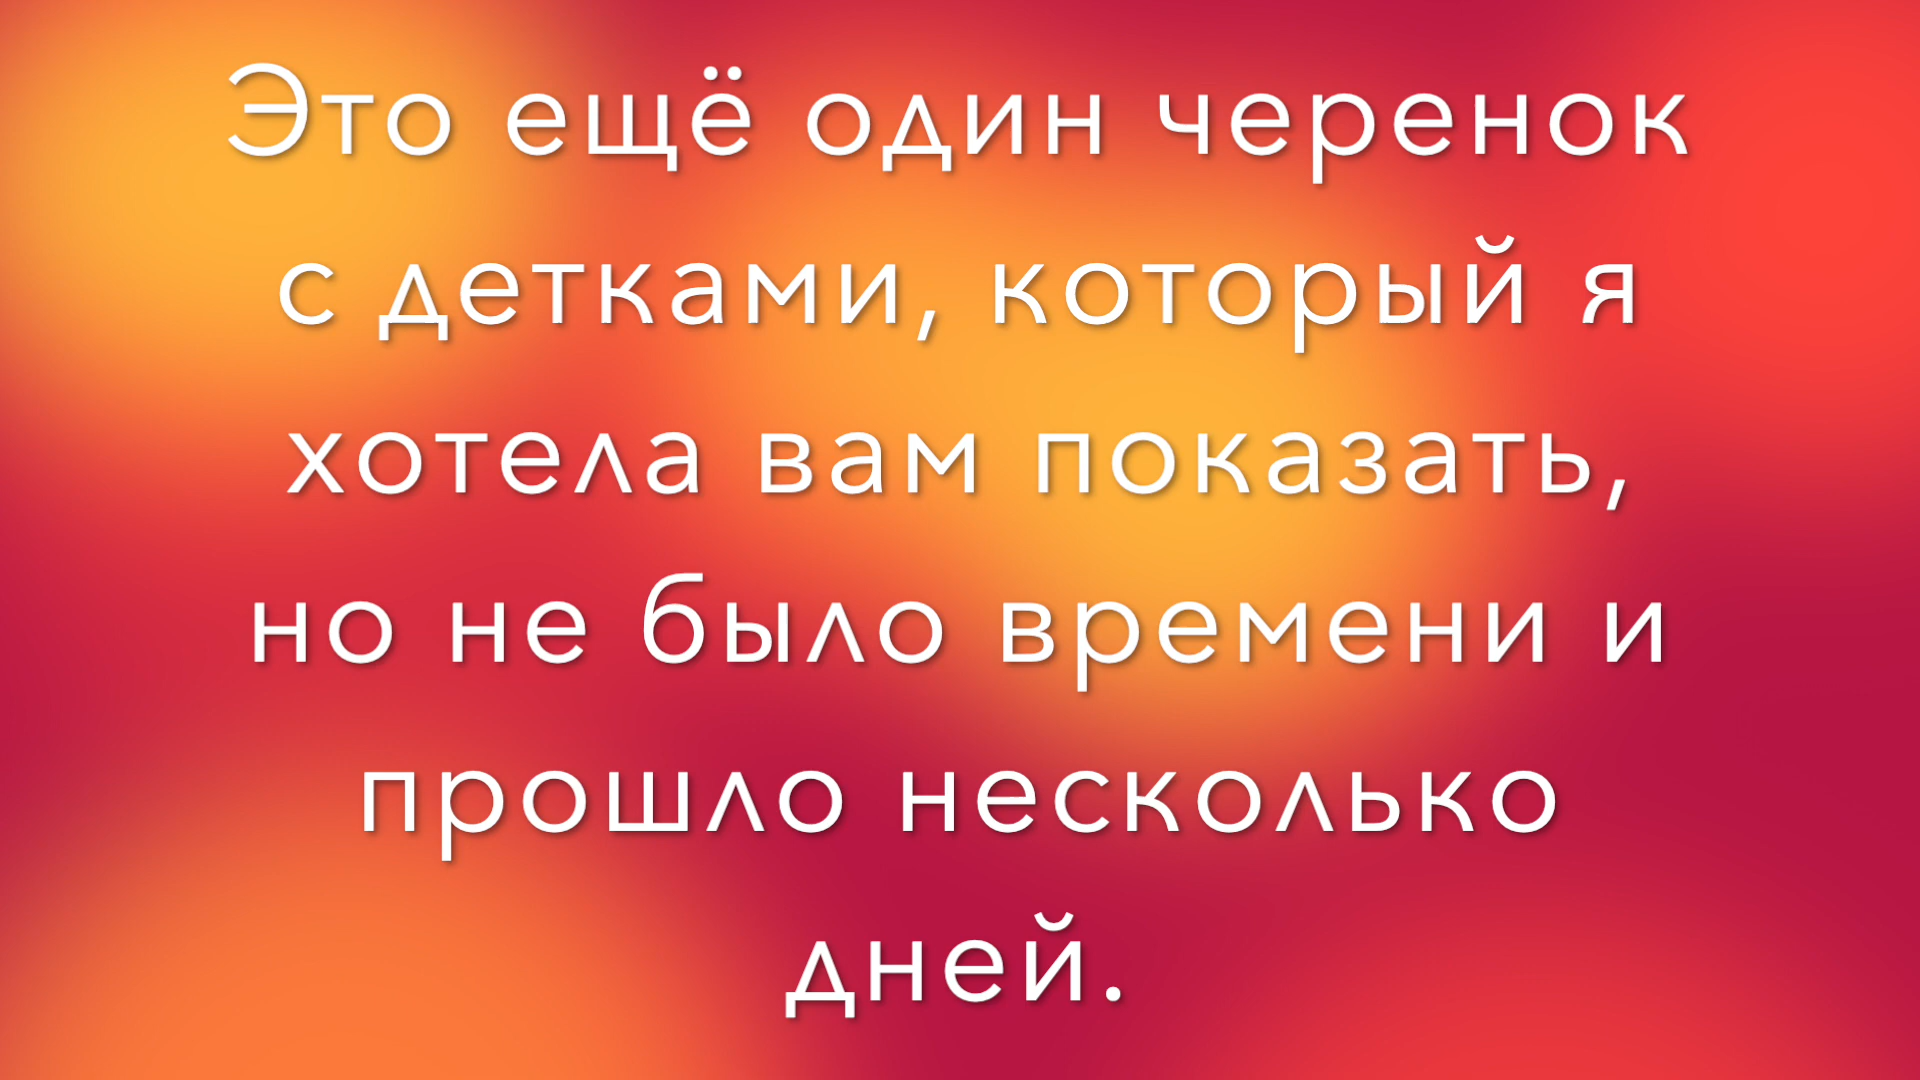 Это ещё один черенок
с детками, который я
хотела вам показать,
но не было времени и
прошло несколько
дней.